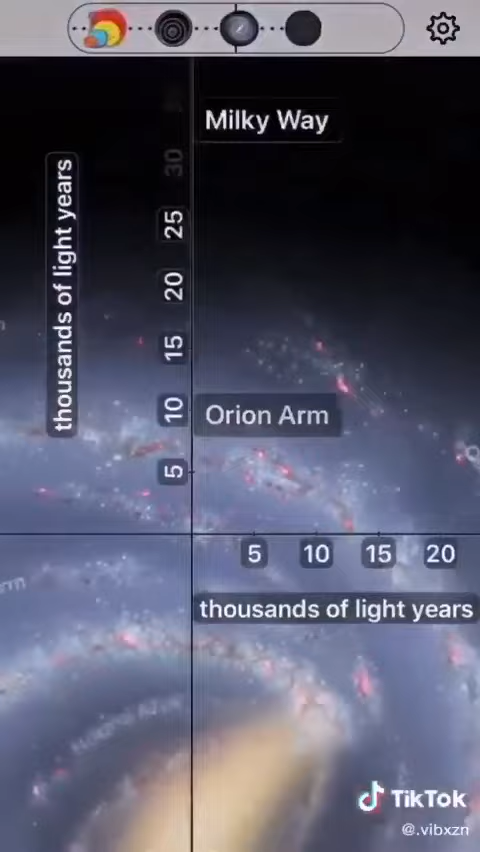 Milky Way
thousands of light years
30
25
20
15
10
5
Orion Arm
5
10
15
20
thousands of light years
TikTok
@.vibxzn